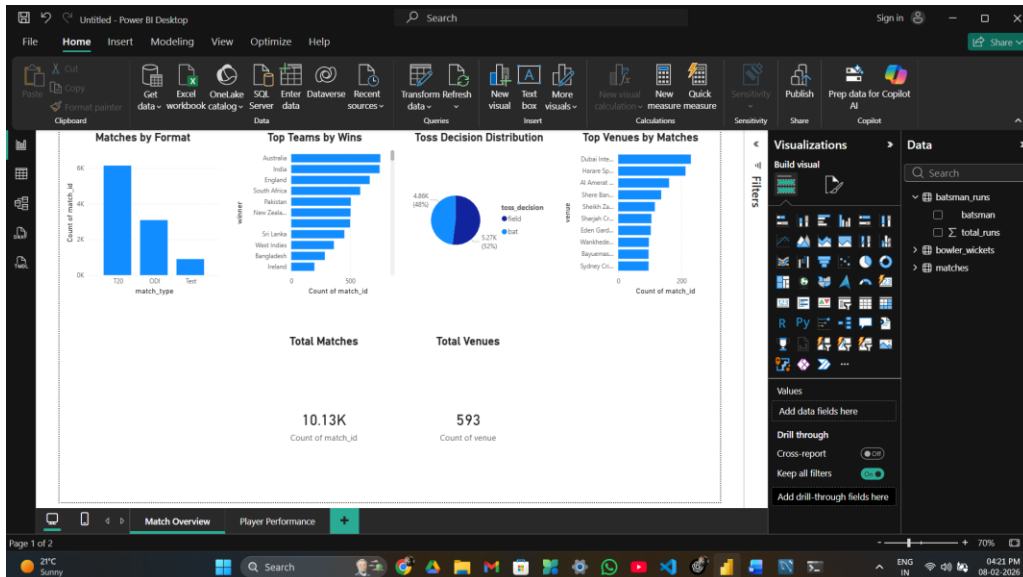 Untitled - Power BI Desktop
Search
Sign in
File Home Insert Modeling View Optimize Help
Share
Paste
Cut
Copy
Format painter
Clipboard
Get data
Excel workbook
OneLake catalog
SQL Server
Enter data
Dataverse
Recent sources
Data
Transform data
Refresh
Queries
New visual
Text box
More visuals
Insert
New visual calculation
New measure
Quick measure
Calculations
Sensitivity
Sensitivity
Publish
Share
Prep data for AI
Copilot
Copilot
Matches by Format
Count of match_id
6K
4K
2K
0K
T20 ODI Test
match_type
Top Teams by Wins
winner
Australia
India
England
South Africa
Pakistan
New Zeala...
Sri Lanka
West Indies
Bangladesh
Ireland
0 500
Count of match_id
Toss Decision Distribution
4.86K
(48%)
5.27K
(52%)
toss_decision
field
bat
Top Venues by Matches
venue
Dubai Inte...
Harare Sp...
Al Amerat ...
Shere Ban...
Sheikh Za...
Sharjah Cr...
Eden Gard...
Wankhede...
Bayuemas...
Sydney Cri...
0 200
Count of match_id
Total Matches
10.13K
Count of match_id
Total Venues
593
Count of venue
Filters
Visualizations
Build visual
R Py
Values
Add data fields here
Drill through
Cross-report
Off
Keep all filters
On
Add drill-through fields here
Data
Search
batsman_runs
batsman
∑ total_runs
bowler_wickets
matches
Match Overview
Player Performance
+
Page 1 of 2
- + 70%
21°C
Sunny
Search
ENG
IN
04:21 PM
08-02-2026